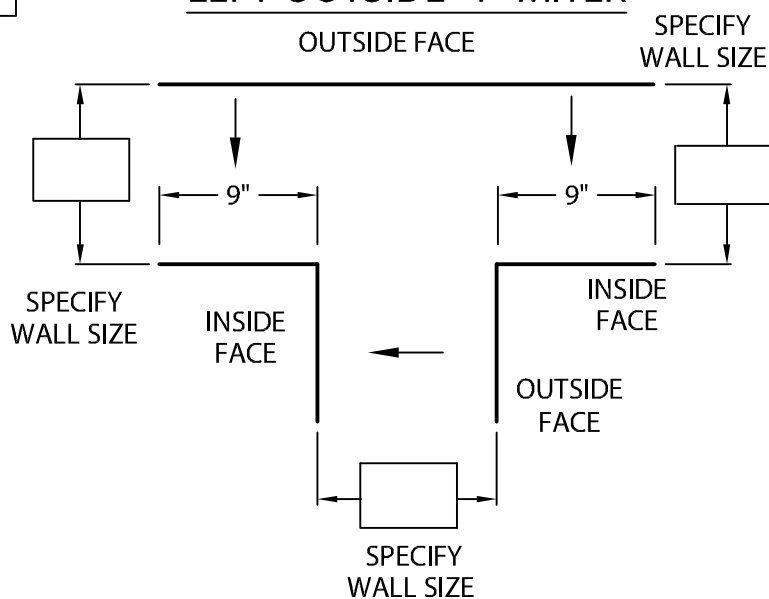 OUTSIDE FACE
SPECIFY
WALL SIZE
9"
9"
SPECIFY
WALL SIZE
INSIDE
FACE
INSIDE
FACE
OUTSIDE
FACE
SPECIFY
WALL SIZE